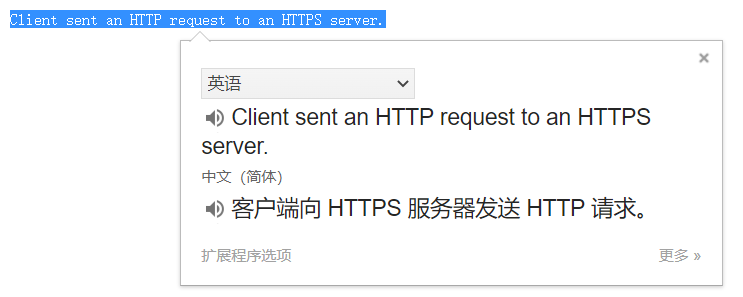 Client sent an HTTP request to an HTTPS server.
英语
Client sent an HTTP request to an HTTPS
server.
中文（简体）
客户端向 HTTPS 服务器发送 HTTP 请求。
扩展程序选项
更多 »